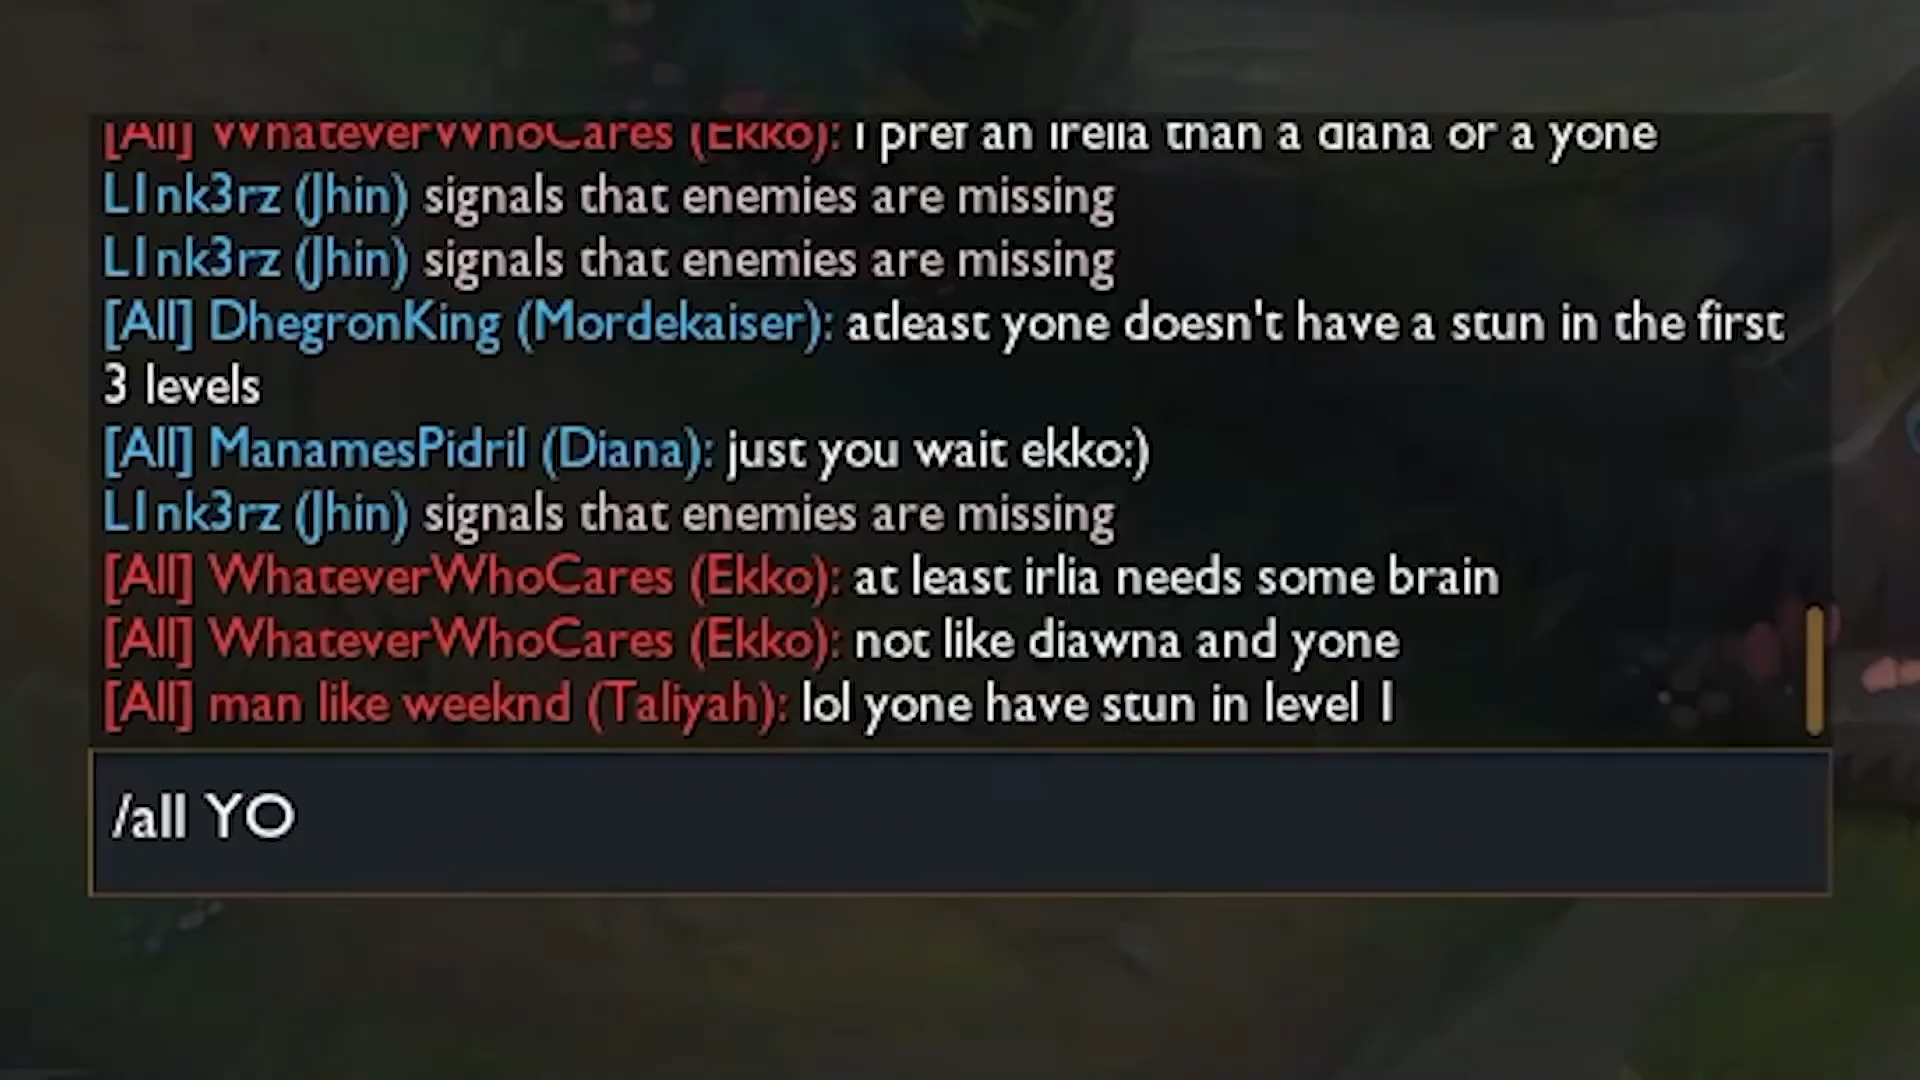 [All] WhateverWhoCares (Ekko): i pref an irelia than a diana or a yone
L1nk3rz (Jhin) signals that enemies are missing
L1nk3rz (Jhin) signals that enemies are missing
[All] DhegronKing (Mordekaiser): atleast yone doesn't have a stun in the first
3 levels
[All] ManamesPidril (Diana): just you wait ekko:)
L1nk3rz (Jhin) signals that enemies are missing
[All] WhateverWhoCares (Ekko): at least irlia needs some brain
[All] WhateverWhoCares (Ekko): not like diawna and yone
[All] man like weeknd (Taliyah): lol yone have stun in level 1
/all YO